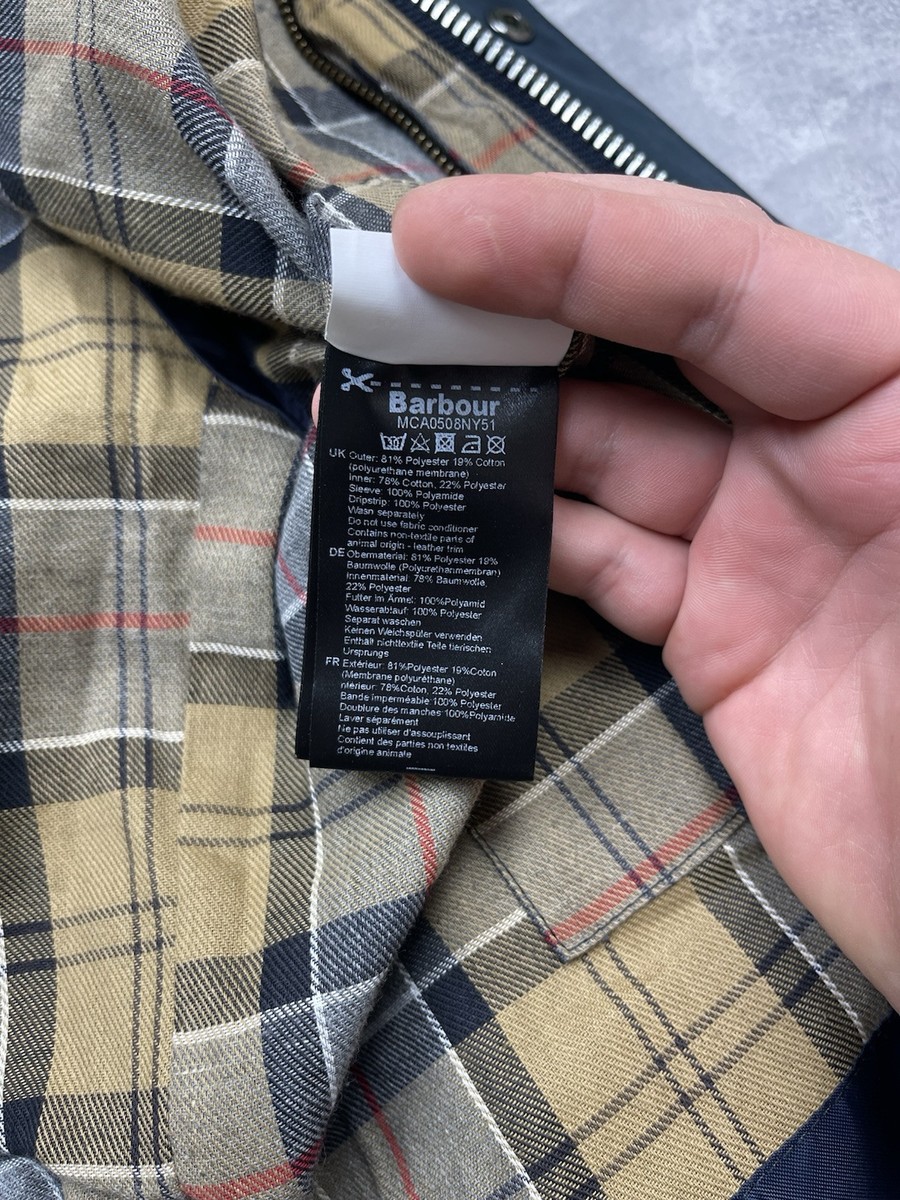 Barbour
MCA0508NY51
UK Outer: 81% Polyester 19% Cotton
(polyurethane membrane)
Inner: 78% Cotton, 22% Polyester
Sleeve: 100% Polyamide
Dripstrip: 100% Polyester
Wash separately
Do not use fabric conditioner
Contains non-textile parts of
animal origin - leather trim
DE Obermaterial: 81% Polyester 19%
Baumwolle (Polyurethanmembran)
Innenmaterial: 78% Baumwolle,
22% Polyester
Futter im Ärmel: 100%Polyamid
Wasserablauf: 100% Polyester
Separat waschen
Keinen Weichspüler verwenden
Enthält nichttextile Teile tierischen
Ursprungs
FR Extérieur: 81%Polyester 19%Coton
(Membrane polyuréthane)
ntérieur: 78%Coton, 22% Polyester
Bande imperméable:100% Polyester
Doublure des manches:100%Polyamide
Laver séparément
Ne pas utiliser d'assouplissant
Contient des parties non textiles
d'origine animale